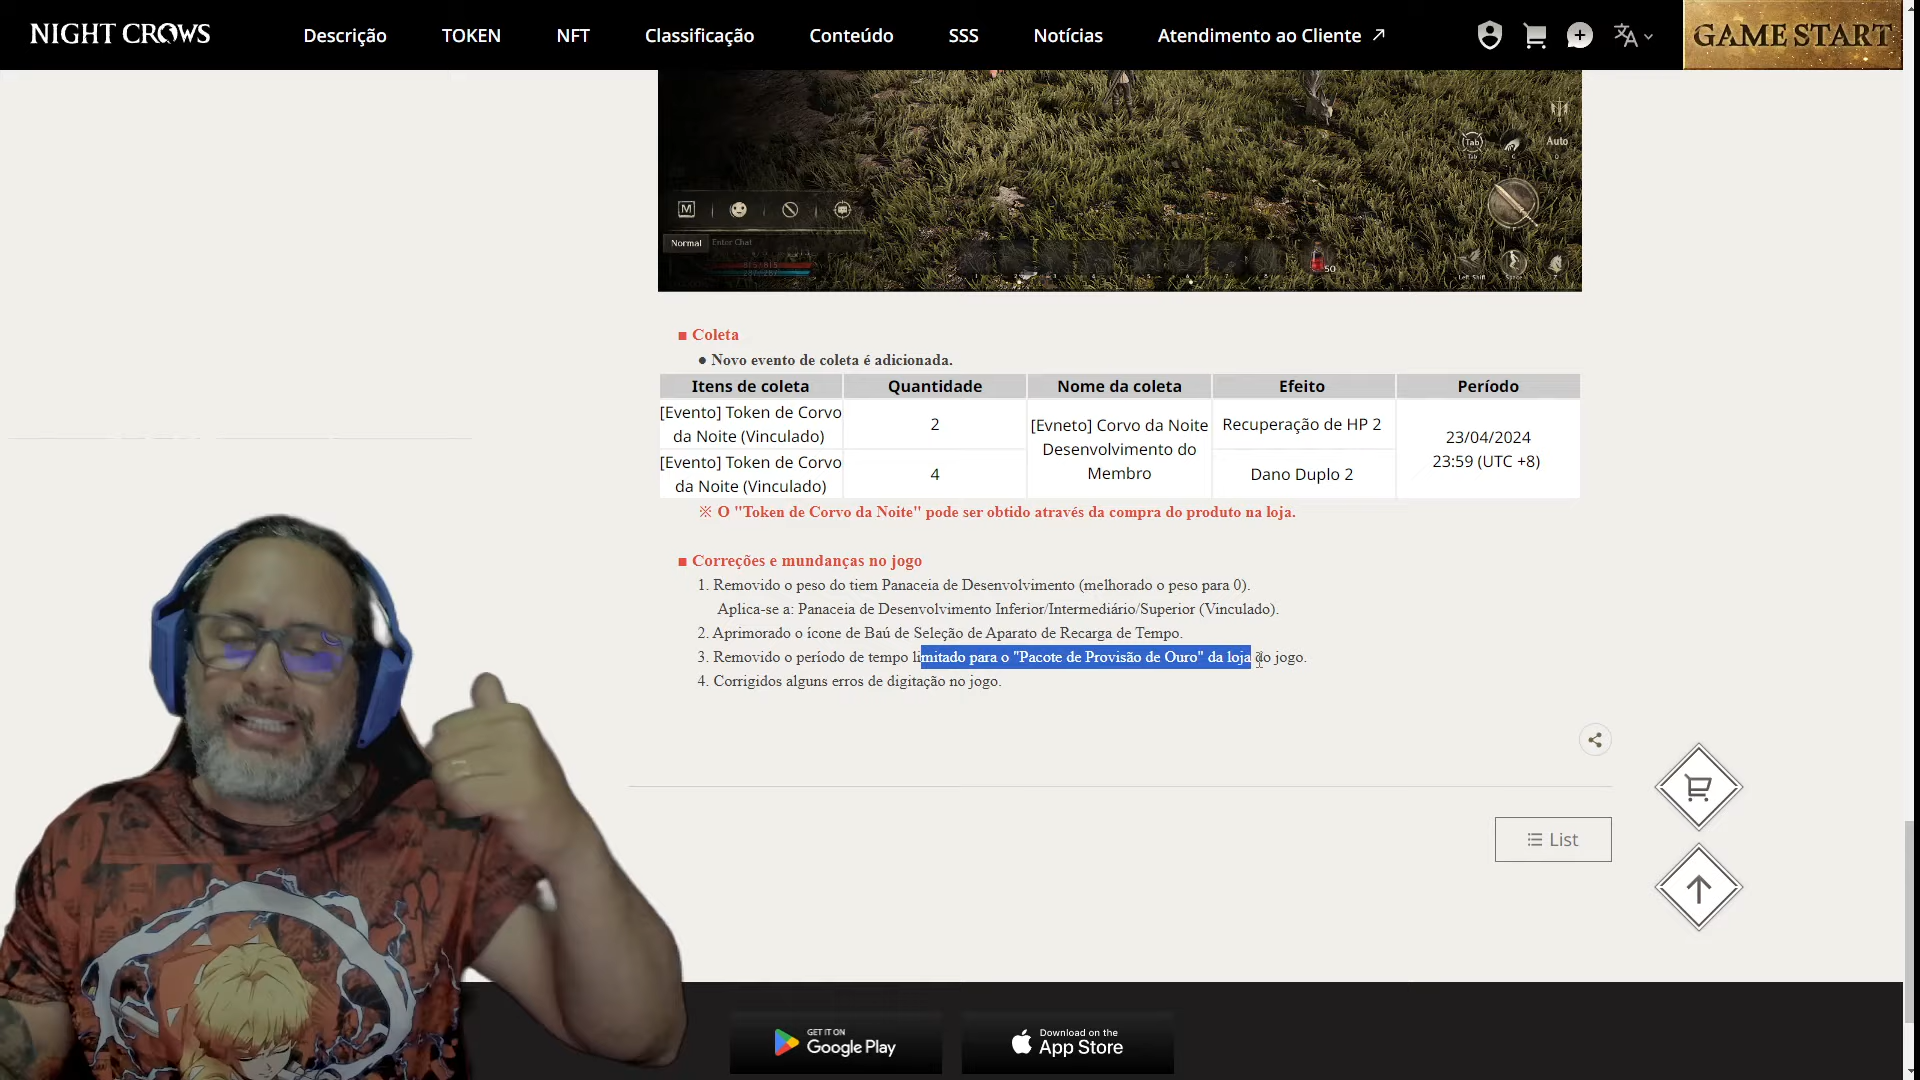 NIGHT CROWS
Descrição
TOKEN
NFT
Classificação
Conteúdo
SSS
Notícias
Atendimento ao Cliente
GAME START
Tab
Tab
C
Auto
M
Normal
Enter Chat
Left Shift
Space
50
■ Coleta
● Novo evento de coleta é adicionada.
Itens de coleta
Quantidade
Nome da coleta
Efeito
Período
[Evento] Token de Corvo
da Noite (Vinculado)
2
[Evneto] Corvo da Noite
Desenvolvimento do
Membro
Recuperação de HP 2
23/04/2024
23:59 (UTC +8)
[Evento] Token de Corvo
da Noite (Vinculado)
4
Dano Duplo 2
※ O "Token de Corvo da Noite" pode ser obtido através da compra do produto na loja.
■ Correções e mundanças no jogo
1. Removido o peso do tiem Panaceia de Desenvolvimento (melhorado o peso para 0).
Aplica-se a: Panaceia de Desenvolvimento Inferior/Intermediário/Superior (Vinculado).
2. Aprimorado o ícone de Baú de Seleção de Aparato de Recarga de Tempo.
3. Removido o período de tempo limitado para o "Pacote de Provisão de Ouro" da loja do jogo.
4. Corrigidos alguns erros de digitação no jogo.
List
GET IT ON
Google Play
Download on the
App Store